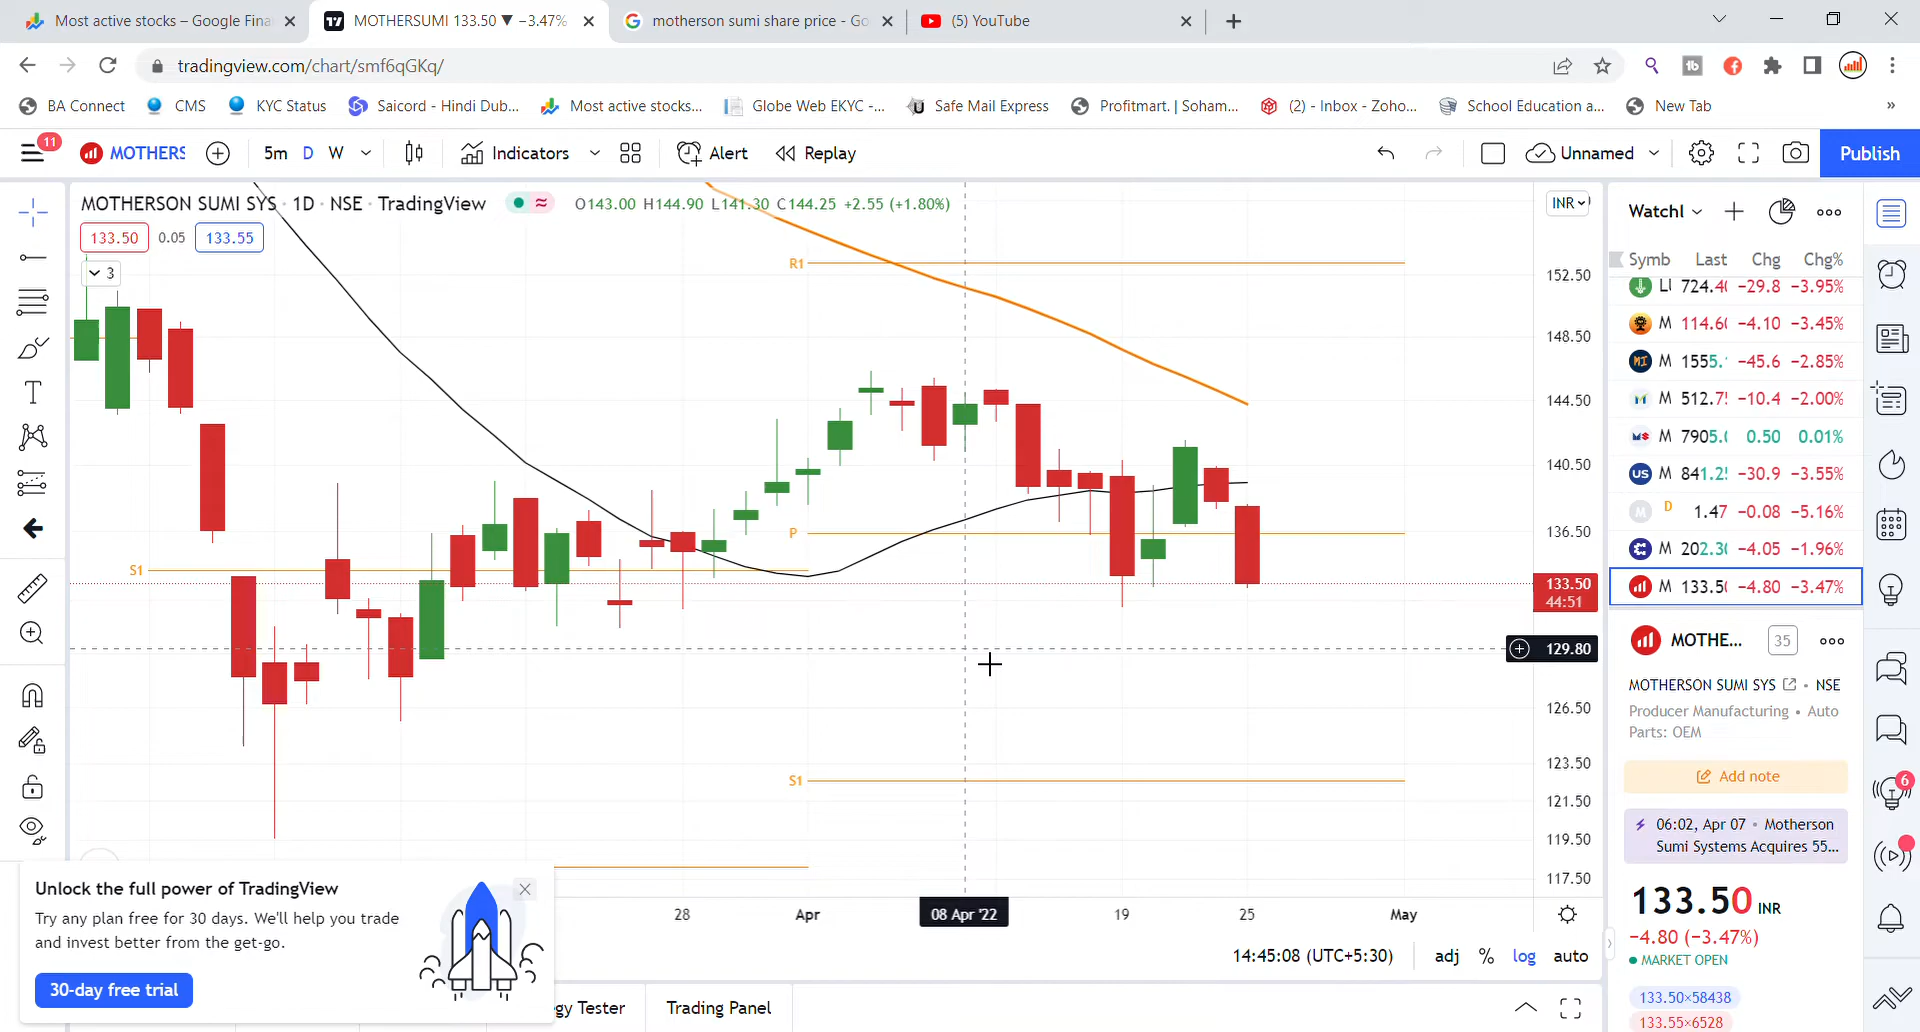 Most active stocks – Google Fina
MOTHERSUMI 133.50 ▼ −3.47%
motherson sumi share price - Go
(5) YouTube
tradingview.com/chart/smf6qGKq/
BA Connect
CMS
KYC Status
Saicord - Hindi Dub...
Most active stocks...
Globe Web EKYC -...
Safe Mail Express
Profitmart. | Soham...
(2) - Inbox - Zoho...
School Education a...
New Tab
»
11
MOTHERS
5m D W
Indicators
Alert
Replay
Unnamed
Publish
MOTHERSON SUMI SYS · 1D · NSE · TradingView
O143.00 H144.90 L141.30 C144.25 +2.55 (+1.80%)
INR
133.50 0.05 133.55
3
R1
P
S1
S1
152.50
148.50
144.50
140.50
136.50
133.50
44:51
129.80
126.50
123.50
121.50
119.50
117.50
28
Apr
08 Apr '22
19
25
May
14:45:08 (UTC+5:30)
adj % log auto
Unlock the full power of TradingView
Try any plan free for 30 days. We'll help you trade
and invest better from the get-go.
30-day free trial
gy Tester
Trading Panel
Watchl
Symb Last Chg Chg%
724.40 −29.8 −3.95%
M 114.60 −4.10 −3.45%
M 1555. −45.6 −2.85%
M 512.75 −10.4 −2.00%
M 7905.0 0.50 0.01%
US M 841.25 −30.9 −3.55%
M D 1.47 −0.08 −5.16%
M 202.30 −4.05 −1.96%
M 133.50 −4.80 −3.47%
MOTHE...
35
MOTHERSON SUMI SYS • NSE
Producer Manufacturing • Auto
Parts: OEM
Add note
06:02, Apr 07 • Motherson
Sumi Systems Acquires 55...
133.50 INR
−4.80 (−3.47%)
MARKET OPEN
133.50×58438
133.55×6528
6